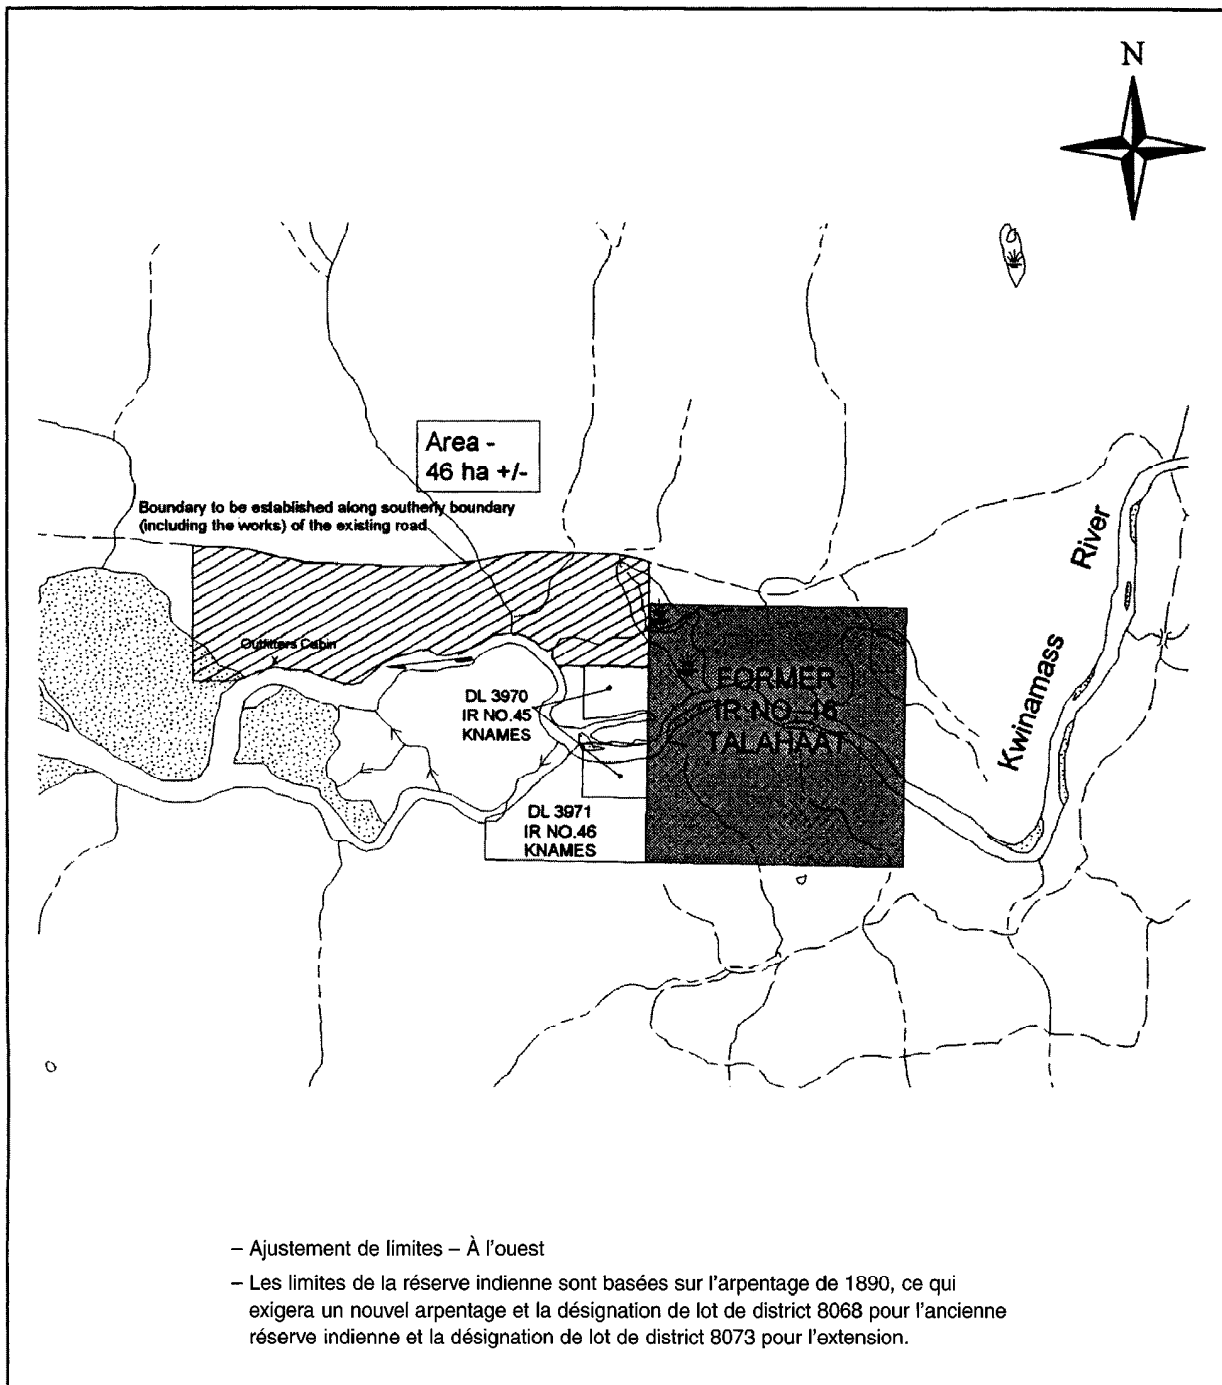 N
Area -
46 ha +/-
Boundary to be established along southerly boundary
(including the works) of the existing road
River
Kwinamass
Outfitters Cabin
DL 3970
IR NO.45
KNAMES
FORMER
IR NO. 16
TALAHAAT
DL 3971
IR NO.46
KNAMES
– Ajustement de limites – À l'ouest
– Les limites de la réserve indienne sont basées sur l'arpentage de 1890, ce qui
exigera un nouvel arpentage et la désignation de lot de district 8068 pour l'ancienne
réserve indienne et la désignation de lot de district 8073 pour l'extension.